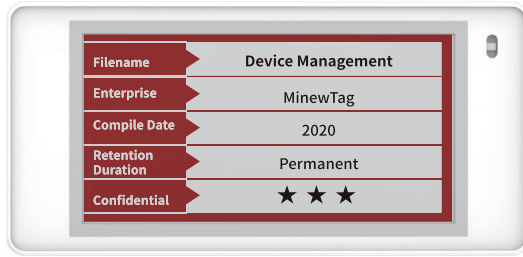 Filename Device Management
Enterprise MinewTag
Compile Date 2020
Retention
Duration Permanent
Confidential ★ ★ ★